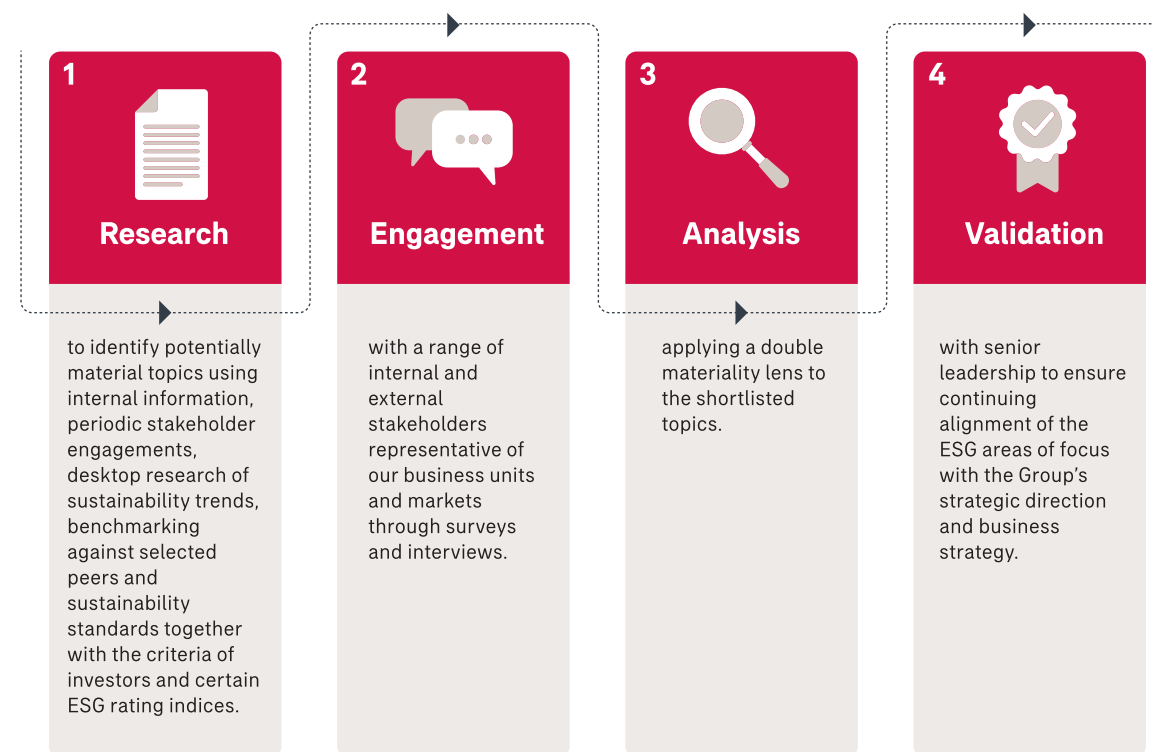 1
Research
to identify potentially
material topics using
internal information,
periodic stakeholder
engagements,
desktop research of
sustainability trends,
benchmarking
against selected
peers and
sustainability
standards together
with the criteria of
investors and certain
ESG rating indices.
2
Engagement
with a range of
internal and
external
stakeholders
representative of
our business units
and markets
through surveys
and interviews.
3
Analysis
applying a double
materiality lens to
the shortlisted
topics.
4
Validation
with senior
leadership to ensure
continuing
alignment of the
ESG areas of focus
with the Group’s
strategic direction
and business
strategy.